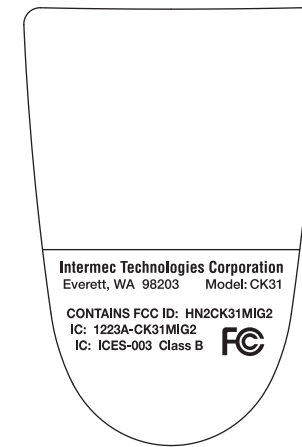 Intermec Technologies Corporation
Everett, WA 98203 Model: CK31
CONTAINS FCC ID: HN2CK31MIG2
IC: 1223A-CK31MIG2
IC: ICES-003 Class B
FC